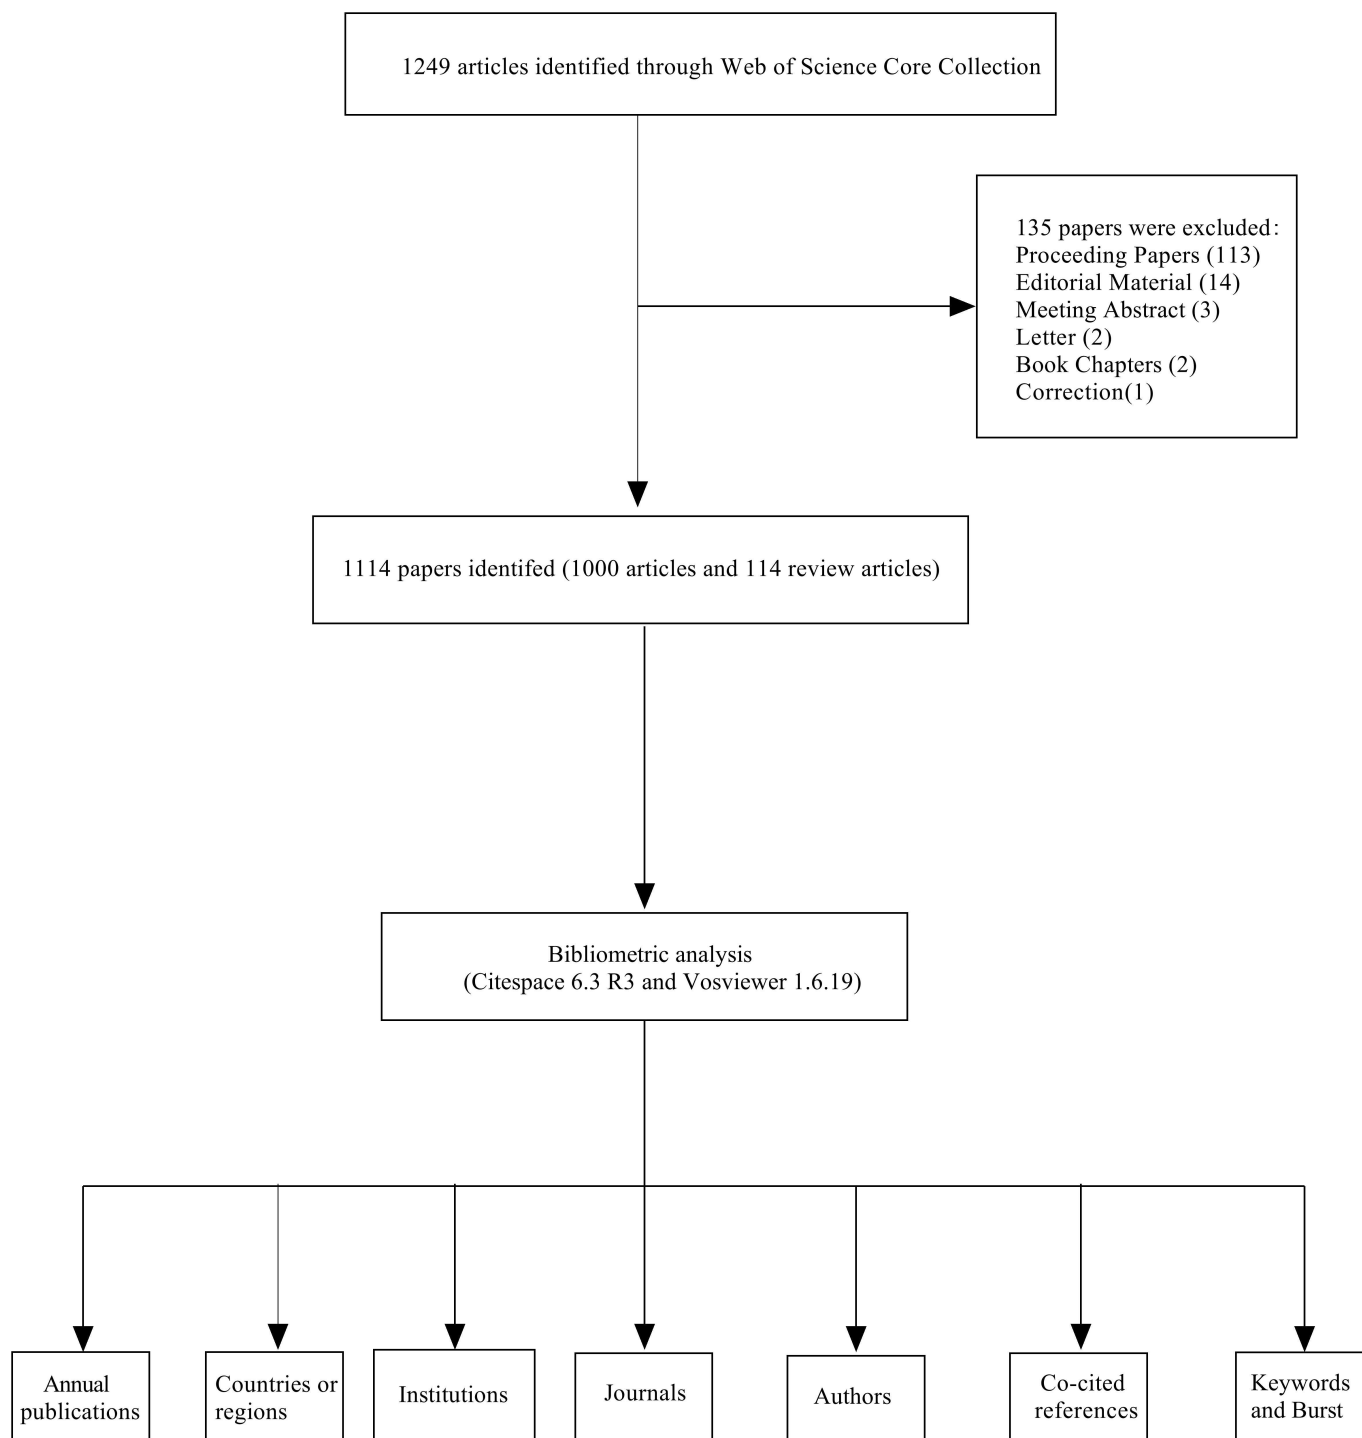 1249 articles identified through Web of Science Core Collection
135 papers were excluded:
Proceeding Papers (113)
Editorial Material (14)
Meeting Abstract (3)
Letter (2)
Book Chapters (2)
Correction(1)
1114 papers identifed (1000 articles and 114 review articles)
Bibliometric analysis
(Citespace 6.3 R3 and Vosviewer 1.6.19)
Annual
publications
Countries or
regions
Institutions
Journals
Authors
Co-cited
references
Keywords
and Burst